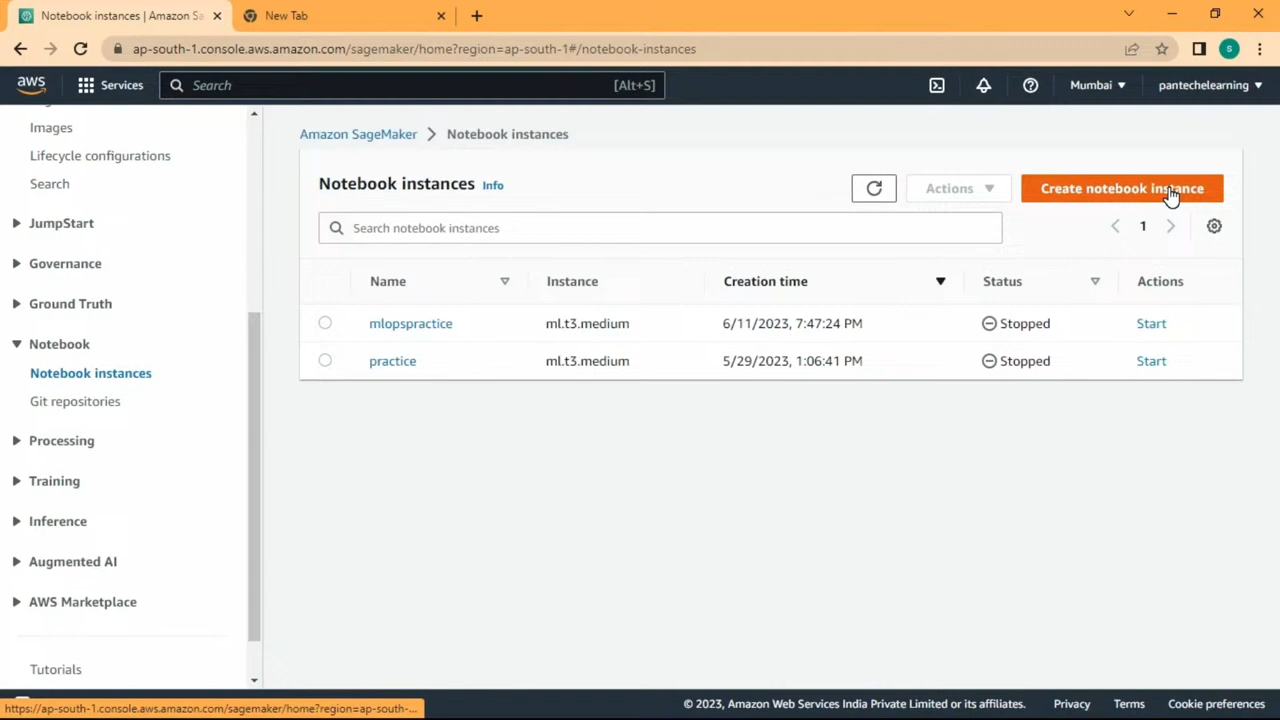 Notebook instances | Amazon Sa
New Tab
ap-south-1.console.aws.amazon.com/sagemaker/home?region=ap-south-1#/notebook-instances
S
aws
Services
Search
[Alt+S]
Mumbai
pantechelearning
Images
Lifecycle configurations
Search
JumpStart
Governance
Ground Truth
Notebook
Notebook instances
Git repositories
Processing
Training
Inference
Augmented AI
AWS Marketplace
Tutorials
Amazon SageMaker > Notebook instances
Notebook instances Info
Actions
Create notebook instance
Search notebook instances
1
Name Instance Creation time Status Actions
mlopspractice ml.t3.medium 6/11/2023, 7:47:24 PM Stopped Start
practice ml.t3.medium 5/29/2023, 1:06:41 PM Stopped Start
https://ap-south-1.console.aws.amazon.com/sagemaker/home?region=ap-south-...
© 2023, Amazon Web Services India Private Limited or its affiliates. Privacy Terms Cookie preferences